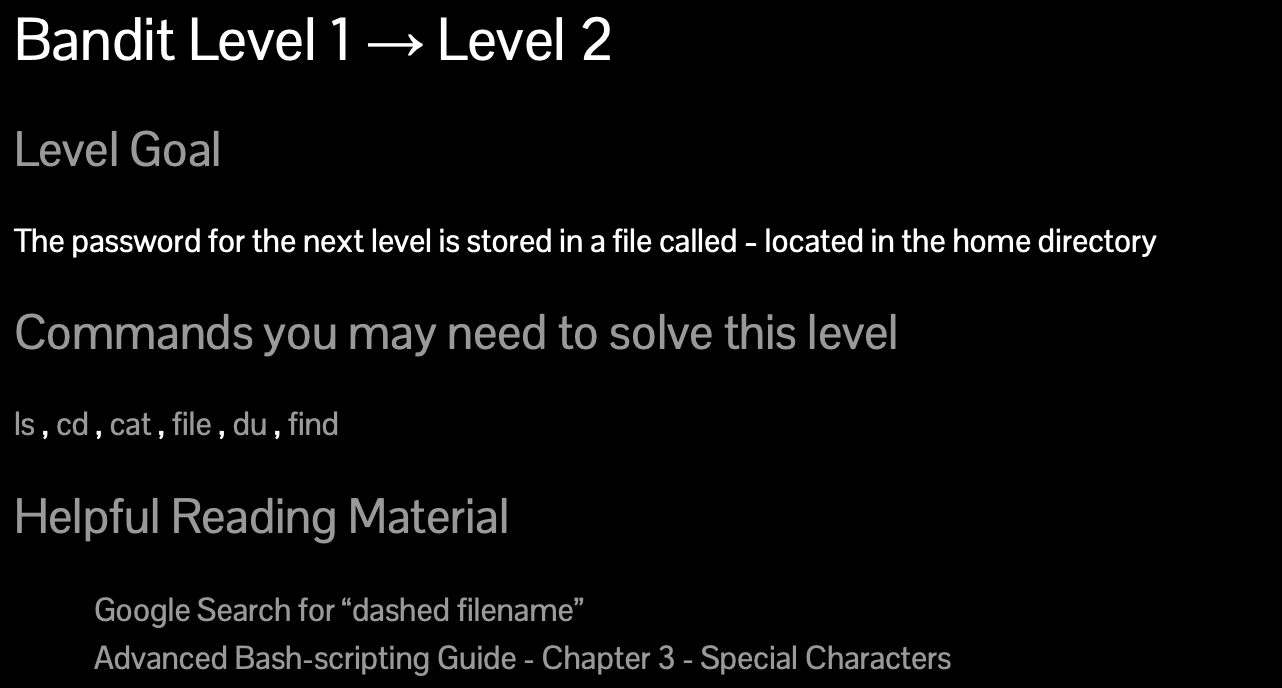 Bandit Level 1 → Level 2
Level Goal
The password for the next level is stored in a file called - located in the home directory
Commands you may need to solve this level
ls , cd , cat , file , du , find
Helpful Reading Material
Google Search for “dashed filename”
Advanced Bash-scripting Guide - Chapter 3 - Special Characters